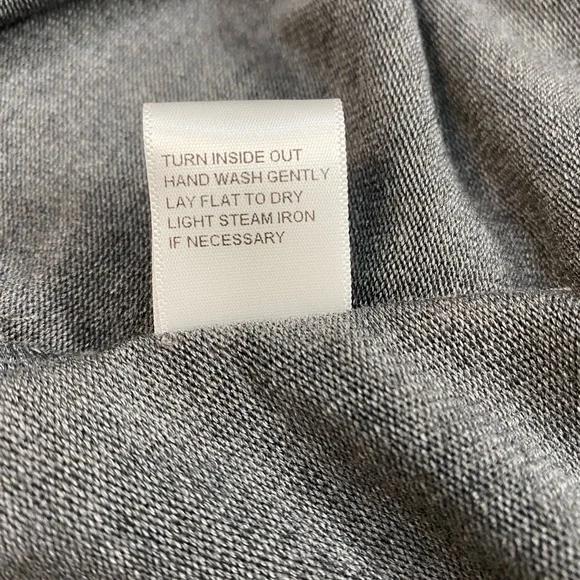 TURN INSIDE OUT
HAND WASH GENTLY
LAY FLAT TO DRY
LIGHT STEAM IRON
IF NECESSARY